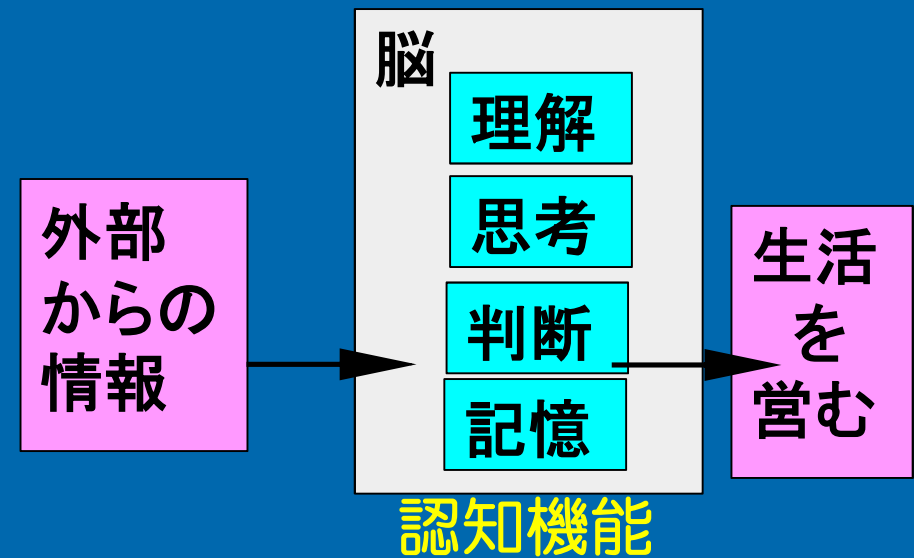 脳
理解
思考
判断
記憶
外部
からの
情報
生活
を
営む
認知機能